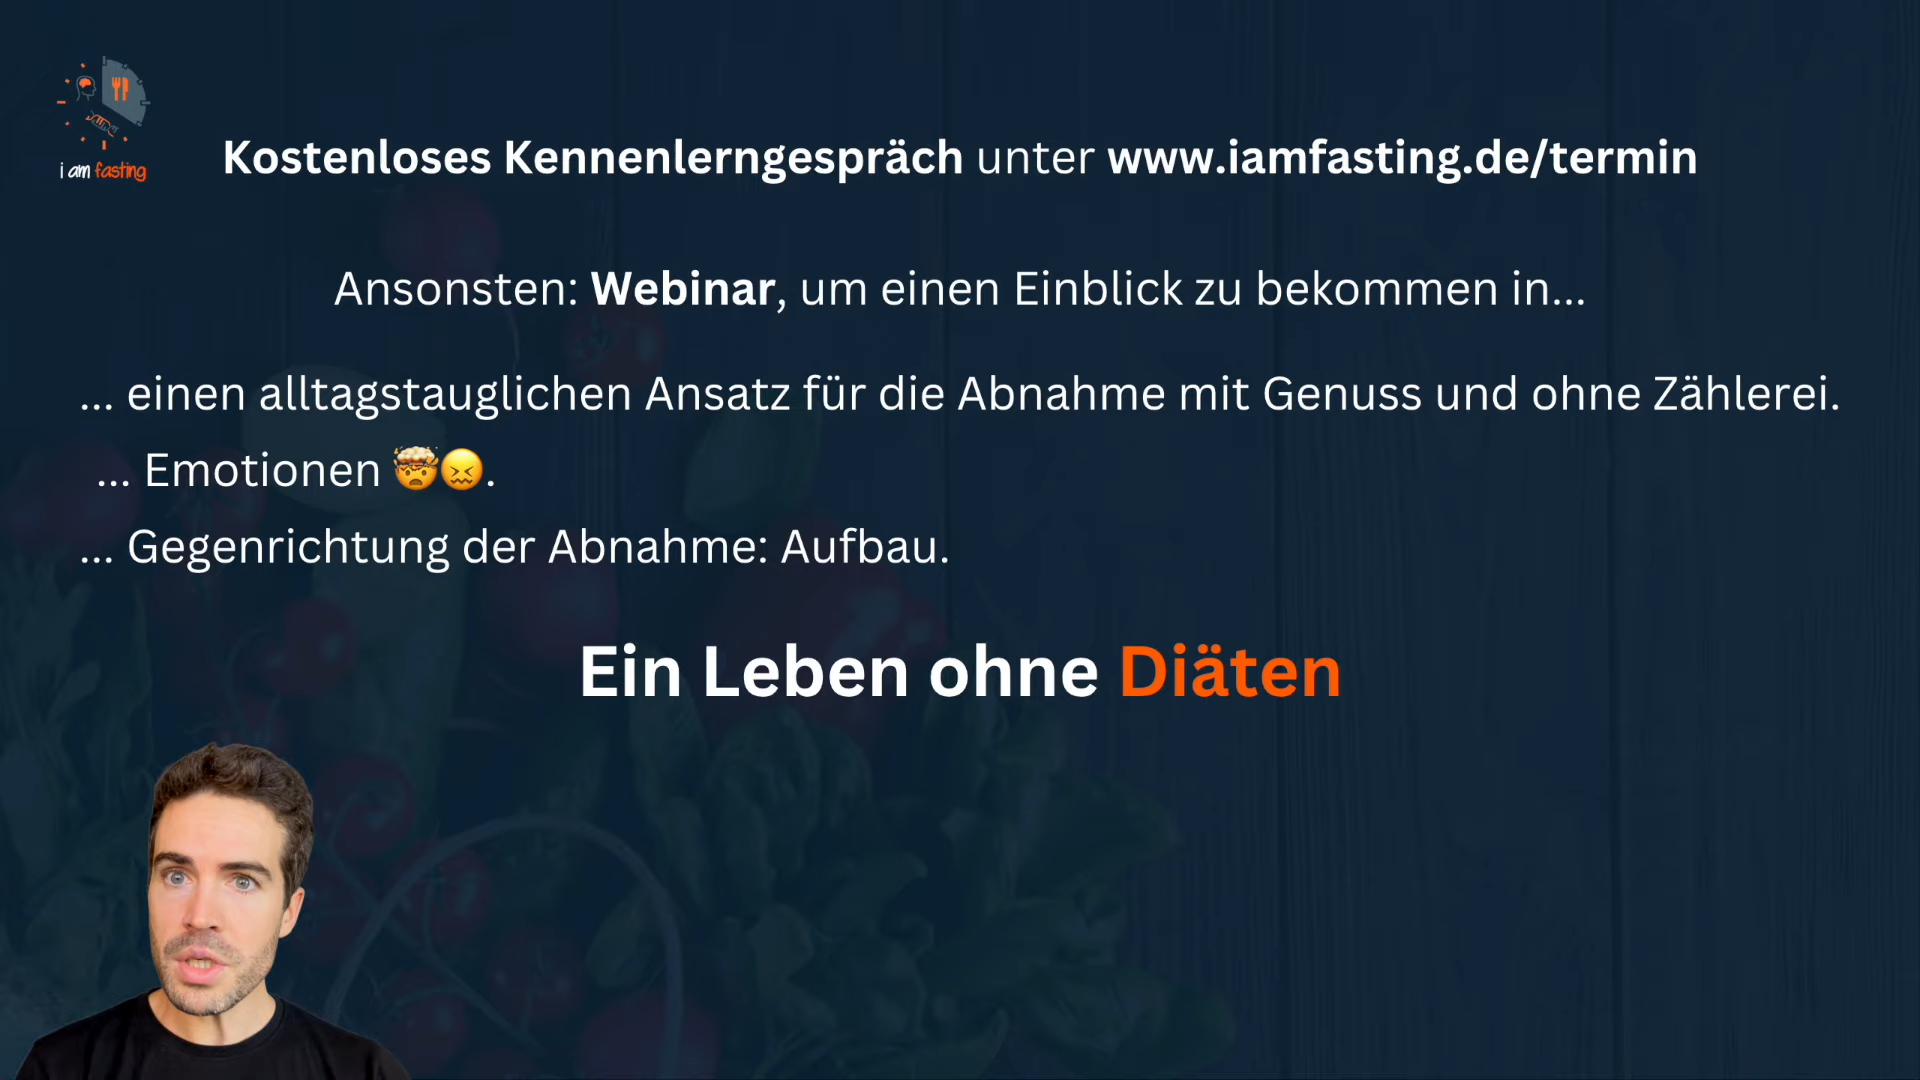 i am fasting
Kostenloses Kennenlerngespräch unter www.iamfasting.de/termin
Ansonsten: Webinar, um einen Einblick zu bekommen in...
... einen alltagstauglichen Ansatz für die Abnahme mit Genuss und ohne Zählerei.
... Emotionen 🤯😖.
... Gegenrichtung der Abnahme: Aufbau.
Ein Leben ohne Diäten